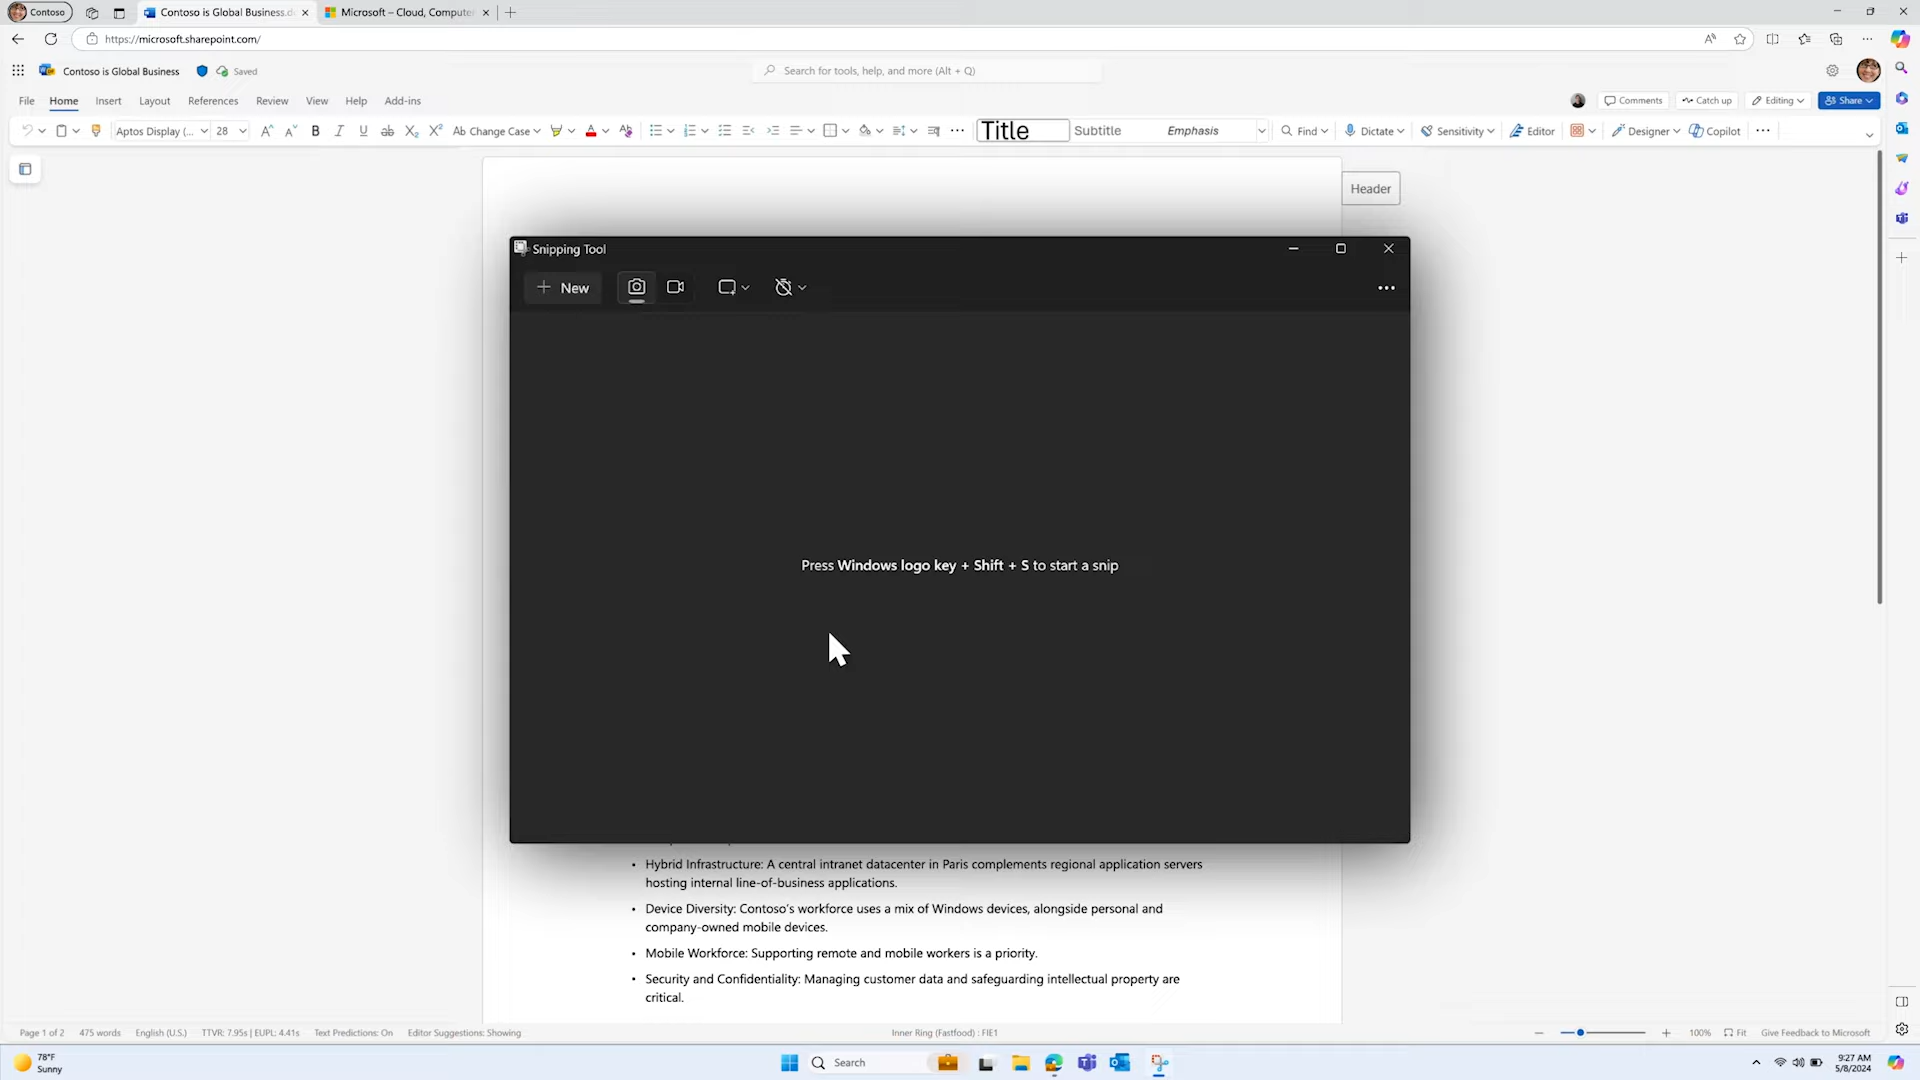 Contoso
Contoso is Global Business.d
Microsoft – Cloud, Computer
https://microsoft.sharepoint.com/
Contoso is Global Business
Saved
Search for tools, help, and more (Alt + Q)
File Home Insert Layout References Review View Help Add-ins
Comments Catch up Editing Share
Aptos Display (... 28 B I U ab X₂ X² Ab Change Case A Title Subtitle Emphasis Find Dictate Sensitivity Editor Designer Copilot
Header
Snipping Tool
New
Press Windows logo key + Shift + S to start a snip
• Hybrid Infrastructure: A central intranet datacenter in Paris complements regional application servers
hosting internal line-of-business applications.
• Device Diversity: Contoso's workforce uses a mix of Windows devices, alongside personal and
company-owned mobile devices.
• Mobile Workforce: Supporting remote and mobile workers is a priority.
• Security and Confidentiality: Managing customer data and safeguarding intellectual property are
critical.
Page 1 of 2 475 words English (U.S.) TTVR: 7.95s | EUPL: 4.41s Text Predictions: On Editor Suggestions: Showing Inner Ring (Fastfood) : FIE1 100% Fit Give Feedback to Microsoft
78°F
Sunny
Search
9:27 AM
5/8/2024